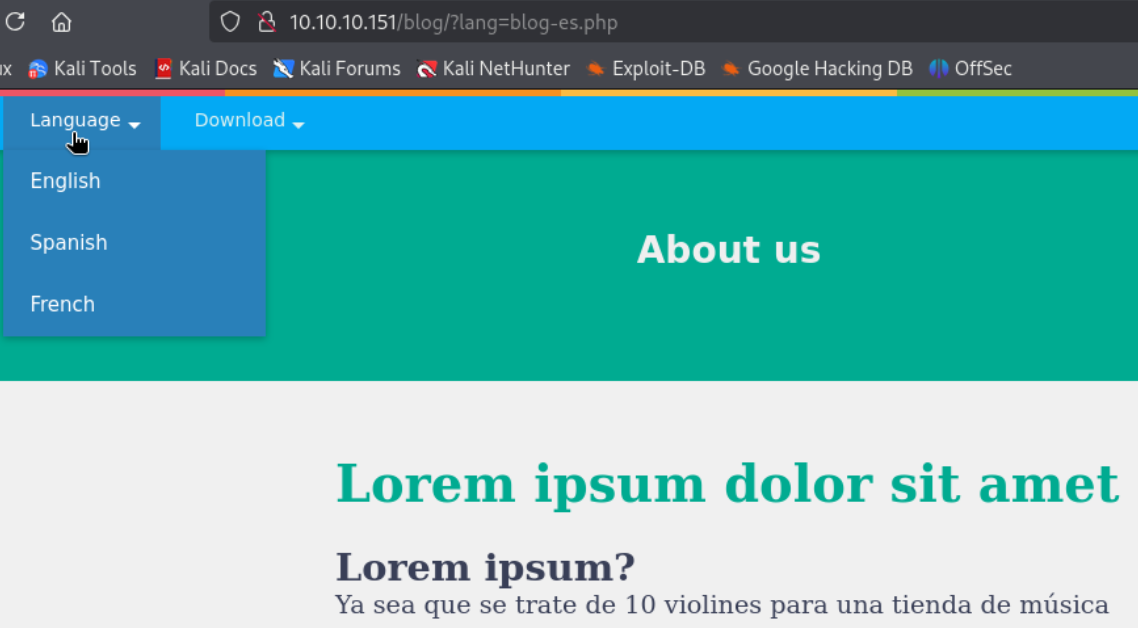 10.10.10.151/blog/?lang=blog-es.php
Kali Tools Kali Docs Kali Forums Kali NetHunter Exploit-DB Google Hacking DB OffSec
Language Download
English
Spanish
French
About us
Lorem ipsum dolor sit amet
Lorem ipsum?
Ya sea que se trate de 10 violines para una tienda de música